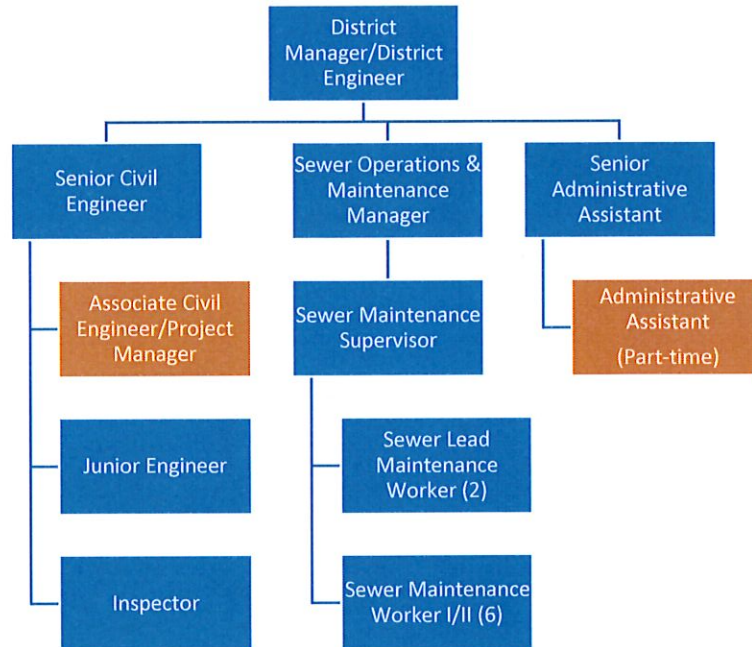 District
Manager/District
Engineer
Senior Civil
Engineer
Sewer Operations &
Maintenance
Manager
Senior
Administrative
Assistant
Associate Civil
Engineer/Project
Manager
Sewer Maintenance
Supervisor
Administrative
Assistant
(Part-time)
Junior Engineer
Sewer Lead
Maintenance
Worker (2)
Inspector
Sewer Maintenance
Worker I/II (6)